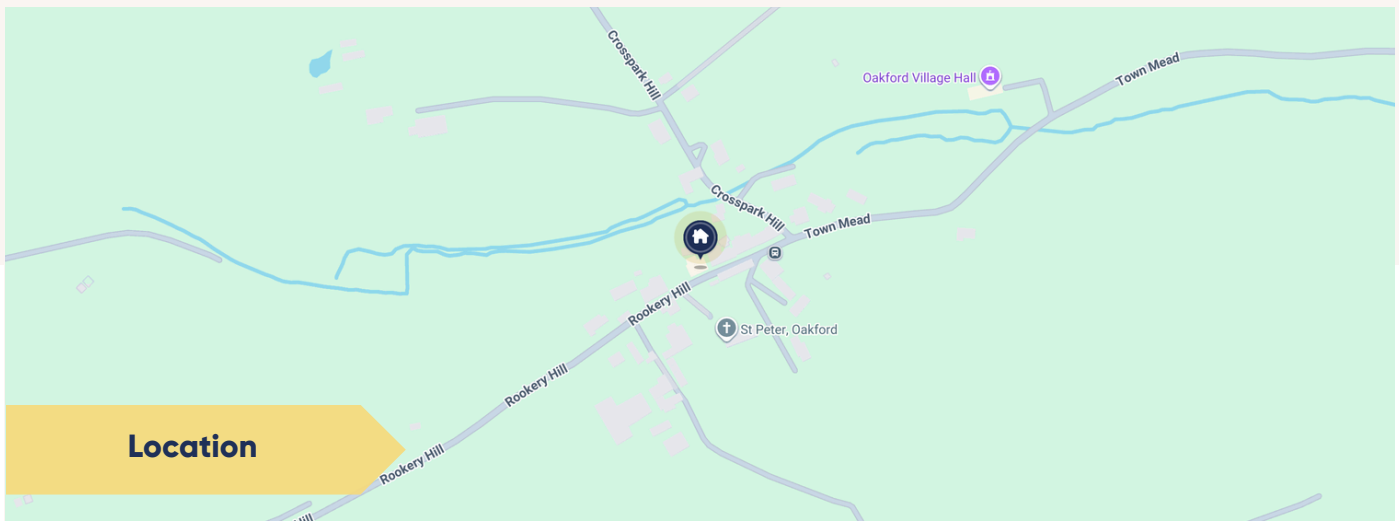 Crosspark Hill
Oakford Village Hall
Town Mead
Crosspark Hill
Town Mead
Rookery Hill
St Peter, Oakford
Rookery Hill
Location
Rookery Hill
Hill